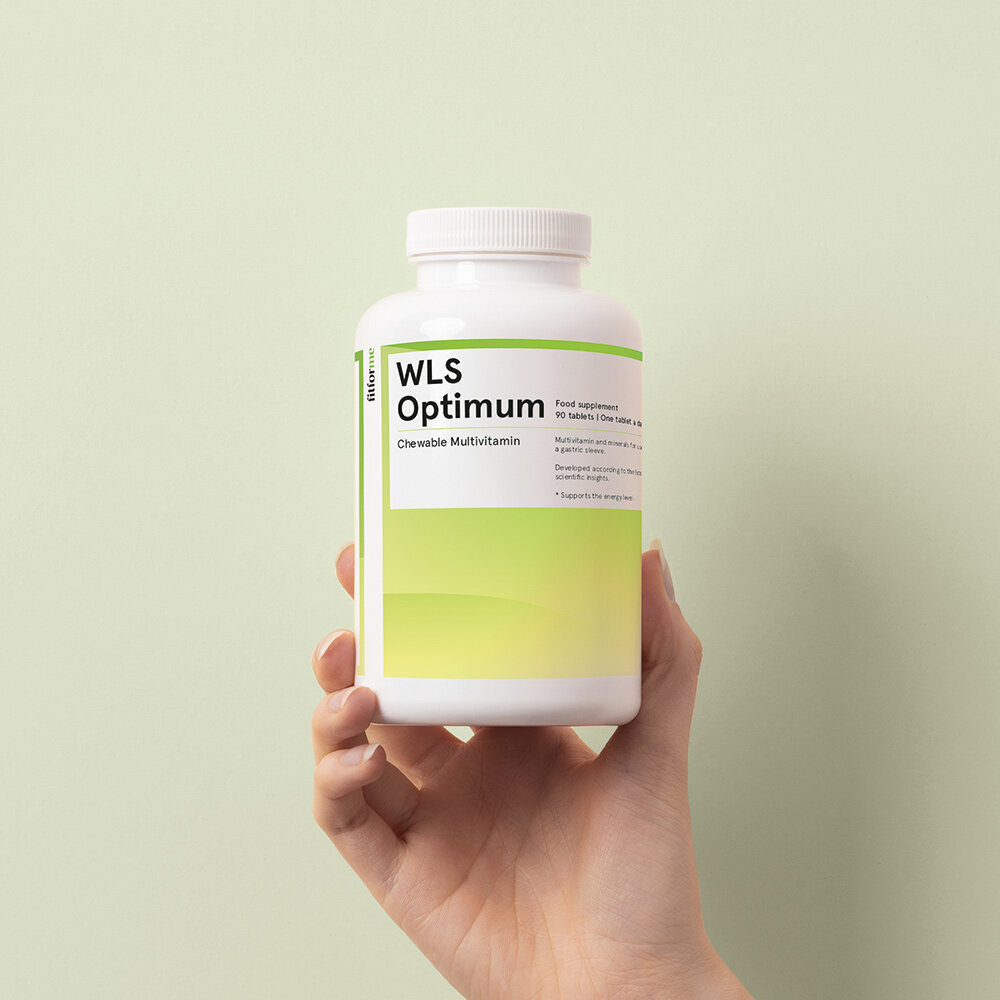 fitforme
WLS
Optimum
Chewable Multivitamin
Food supplement
90 tablets | One tablet a
Multivitamin and minerals for
a gastric sleeve.
Developed according to the
scientific insights.
* Supports the energy level.